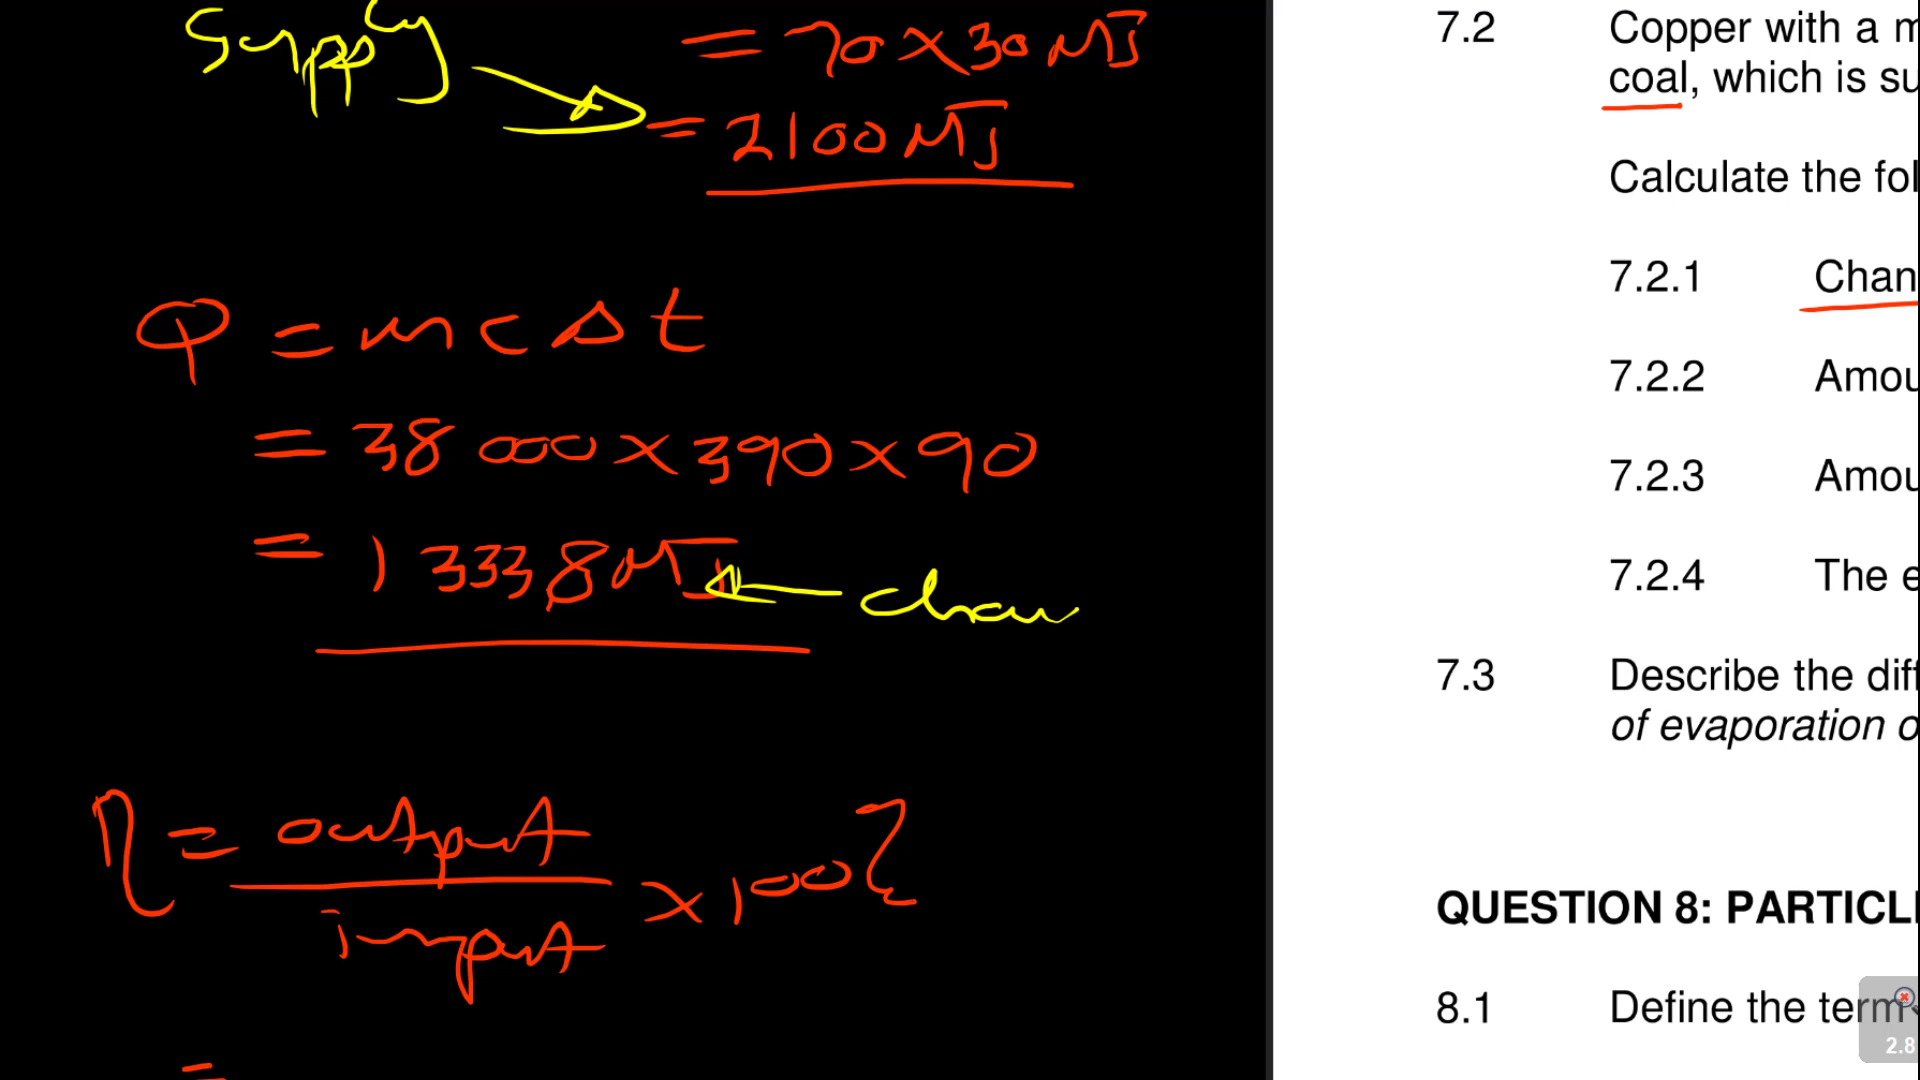 Supply
= 70 × 30 MJ
= 2100 MJ
Q = mcΔt
= 38 000 × 390 × 90
= 1 333,8 MJ
η = output / input × 100%
=
7.2 Copper with a m
coal, which is su
Calculate the fol
7.2.1 Chan
7.2.2 Amou
7.2.3 Amou
7.2.4 The e
7.3 Describe the diff
of evaporation o
QUESTION 8: PARTICL
8.1 Define the term
2.8